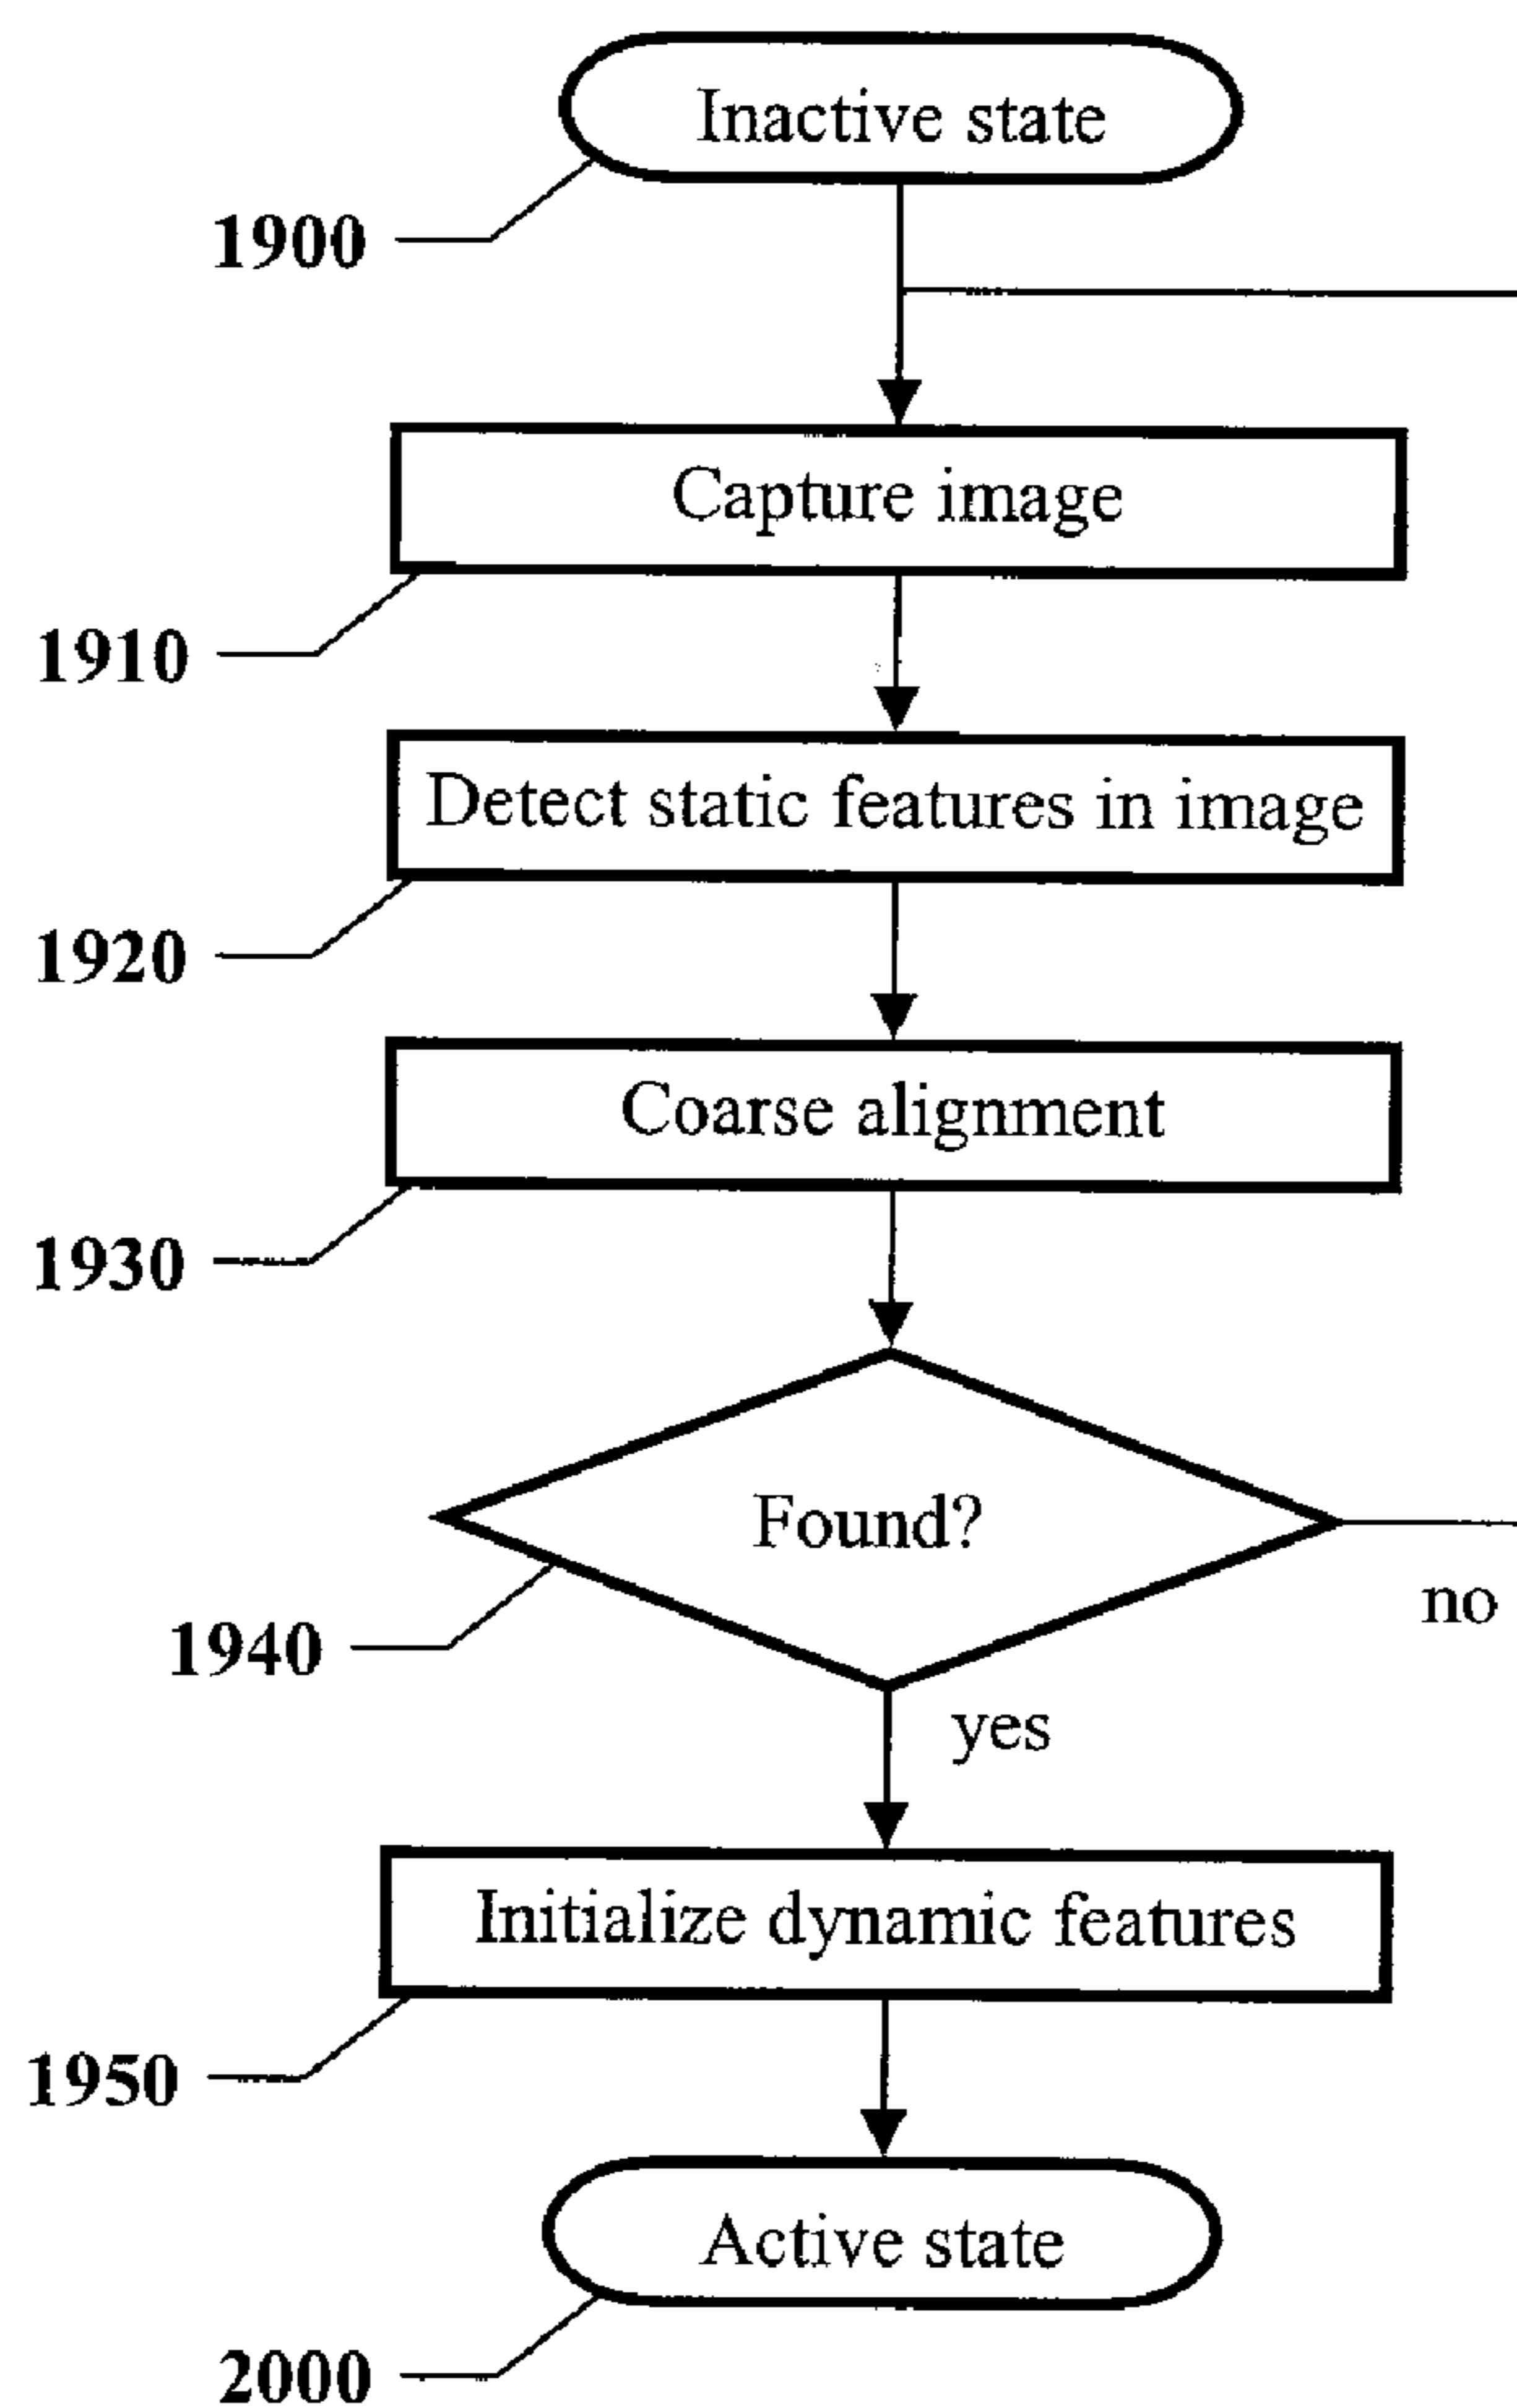 Inactive state
1900
Capture image
1910
Detect static features in image
1920
Coarse alignment
1930
Found?
no
1940
yes
Initialize dynamic features
1950
Active state
2000